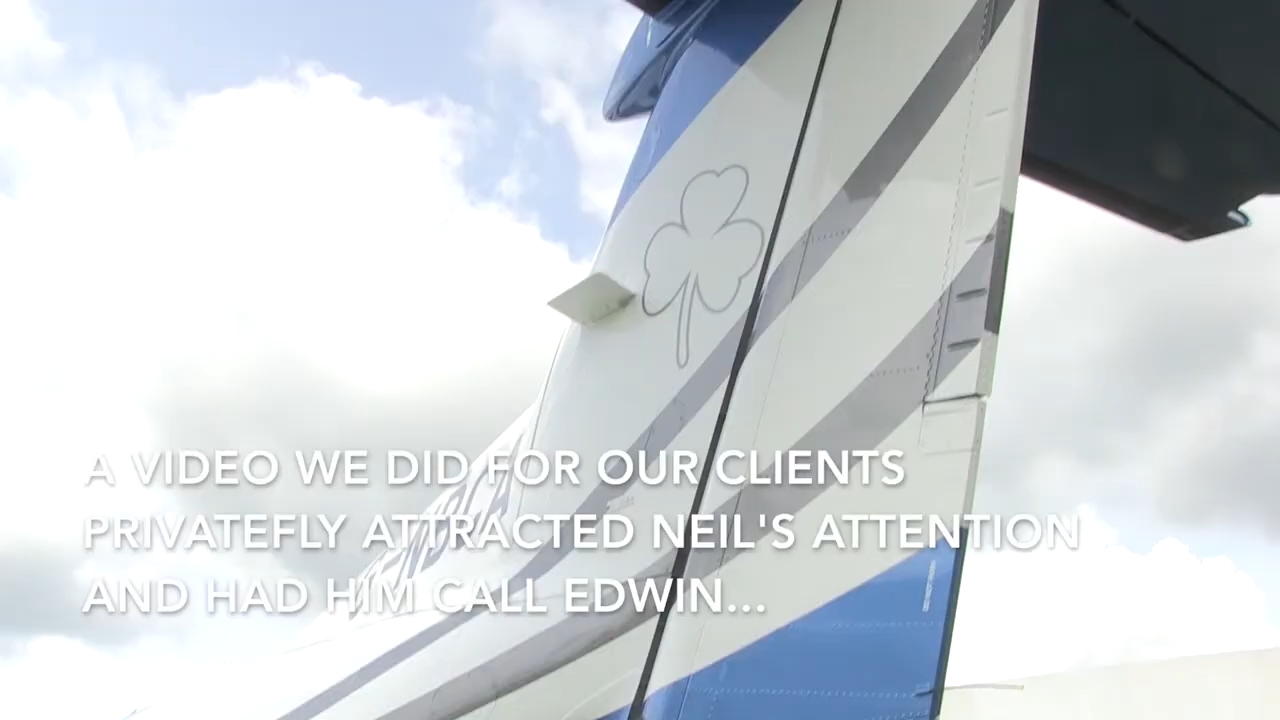 A VIDEO WE DID FOR OUR CLIENTS
PRIVATEFLY ATTRACTED NEIL'S ATTENTION
AND HAD HIM CALL EDWIN...